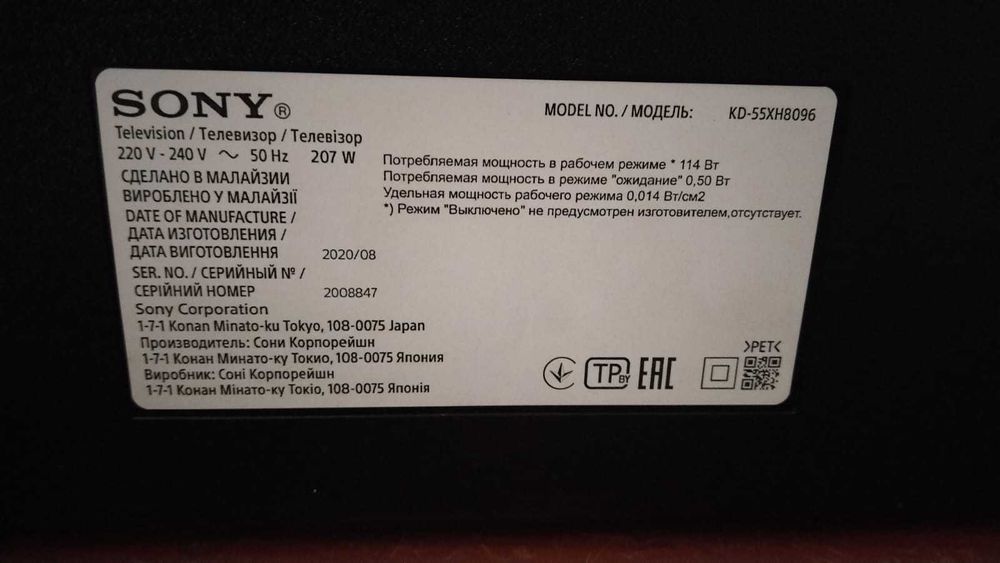 SONY®
MODEL NO. / МОДЕЛЬ: KD-55XH8096
Television / Телевизор / Телевізор
220 V - 240 V ~ 50 Hz 207 W
СДЕЛАНО В МАЛАЙЗИИ
ВИРОБЛЕНО У МАЛАЙЗІЇ
DATE OF MANUFACTURE /
ДАТА ИЗГОТОВЛЕНИЯ /
ДАТА ВИГОТОВЛЕННЯ 2020/08
SER. NO. / СЕРИЙНЫЙ № /
СЕРІЙНИЙ НОМЕР 2008847
Sony Corporation
1-7-1 Konan Minato-ku Tokyo, 108-0075 Japan
Производитель: Сони Корпорейшн
1-7-1 Конан Минато-ку Токио, 108-0075 Япония
Виробник: Соні Корпорейшн
1-7-1 Конан Мінато-ку Токіо, 108-0075 Японія
Потребляемая мощность в рабочем режиме * 114 Вт
Потребляемая мощность в режиме "ожидание" 0,50 Вт
Удельная мощность рабочего режима 0,014 Вт/см2
*) Режим "Выключено" не предусмотрен изготовителем,отсутствует.
>PET<
TP BY
EAC